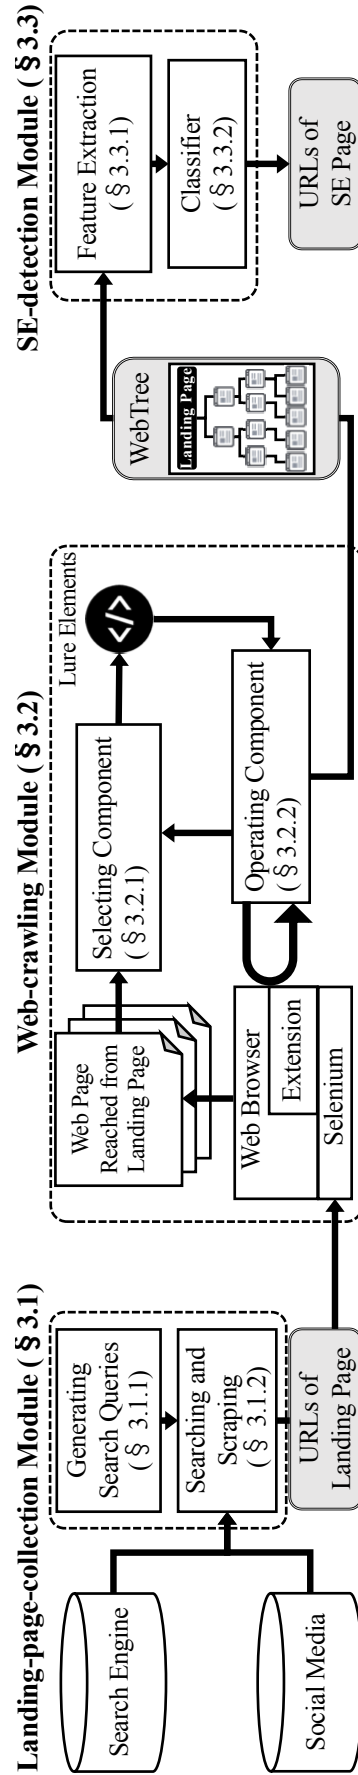 Landing-page-collection Module (§3.1)
Search Engine
Social Media
Generating
Search Queries
(§3.1.1)
Searching and
Scraping
(§3.1.2)
URLs of
Landing Page
Web-crawling Module (§3.2)
Web Page
Reached from
Landing Page
Web Browser
Extension
Selenium
Selecting Component
(§3.2.1)
Lure Elements
</>
Operating Component
(§3.2.2)
WebTree
Landing Page
SE-detection Module (§3.3)
Feature Extraction
(§3.3.1)
Classifier
(§3.3.2)
URLs of
SE Page